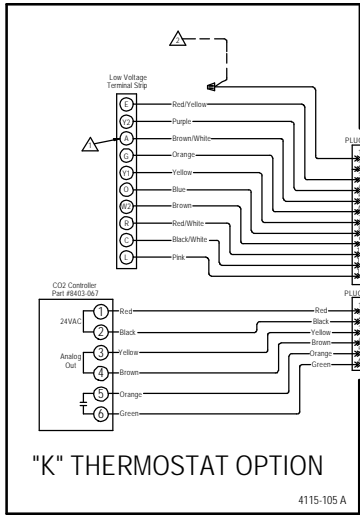 2
Low Voltage
Terminal Strip
E Red/Yellow
Y2 Purple
1
A Brown/White
G Orange
Y1 Yellow
O Blue
W2 Brown
R Red/White
C Black/White
L Pink
PLUG
CO2 Controller
Part #8403-067
PLUG
24VAC
1 Red Red
2 Black Black
Analog
Out
3 Yellow Yellow
4 Brown Brown
5 Orange Orange
6 Green Green
"K" THERMOSTAT OPTION
4115-105 A